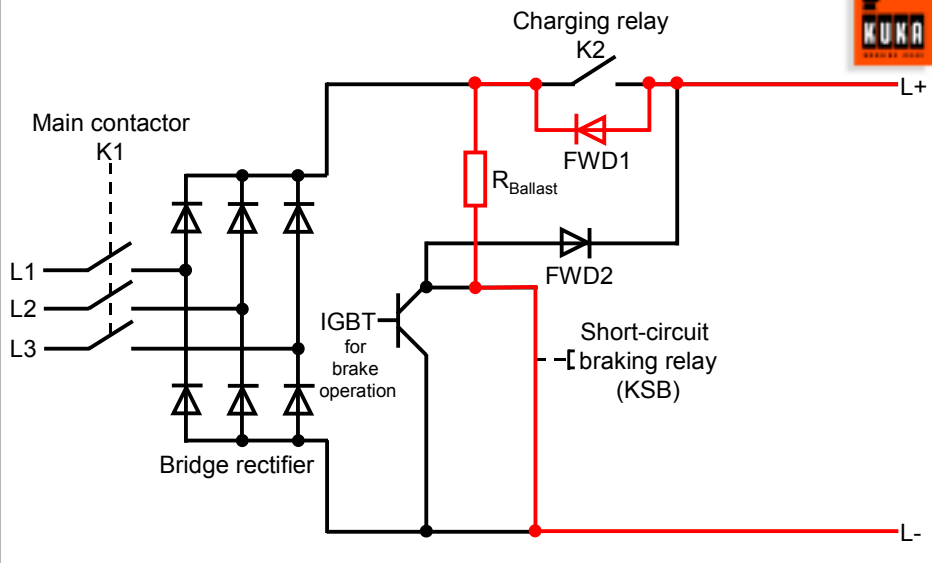 Charging relay
K2
KUKA
L+
Main contactor
K1
FWD1
RBallast
FWD2
L1
L2
L3
IGBT
for
brake
operation
Short-circuit
braking relay
(KSB)
Bridge rectifier
L-